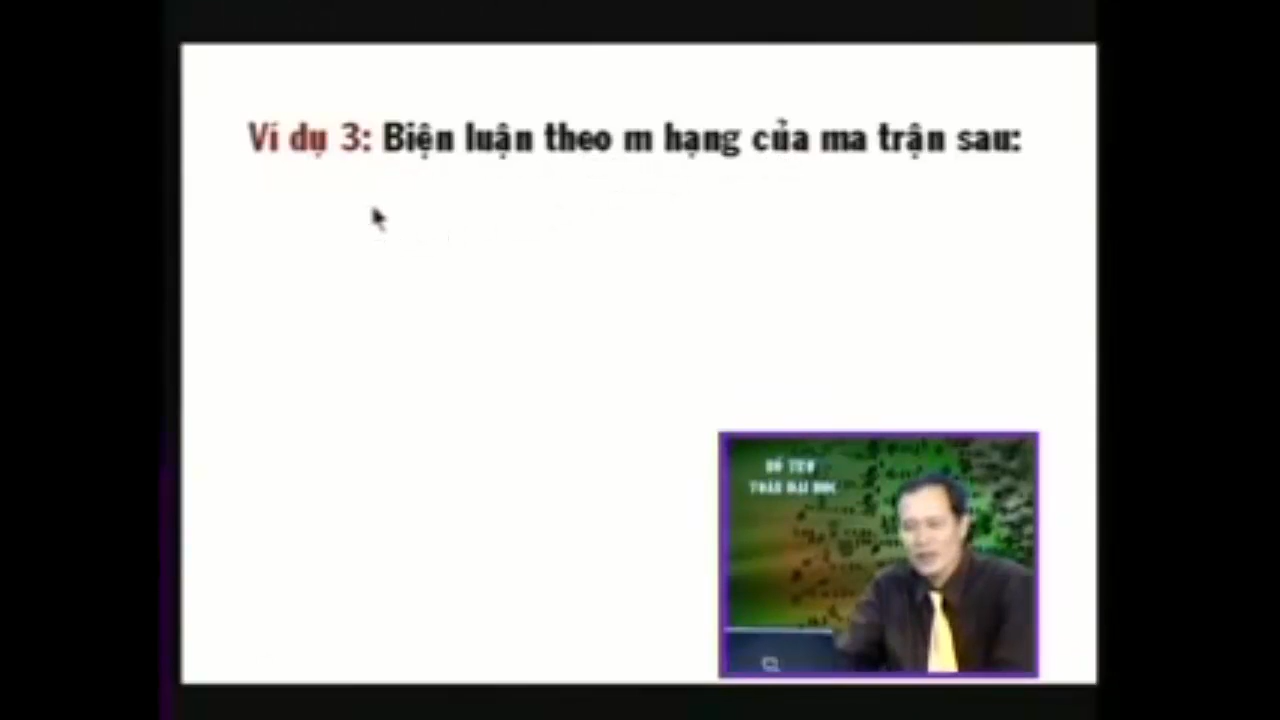 Ví dụ 3: Biện luận theo m hạng của ma trận sau: